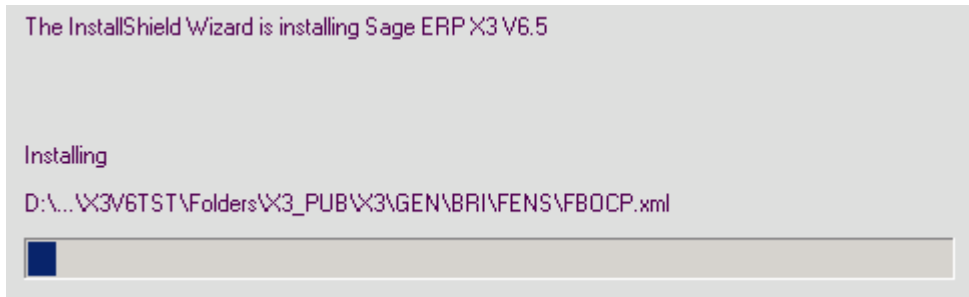 The InstallShield Wizard is installing Sage ERP X3 V6.5
Installing
D:\...\X3V6TST\Folders\X3_PUB\X3\GEN\BRI\FENS\FBOCP.xml